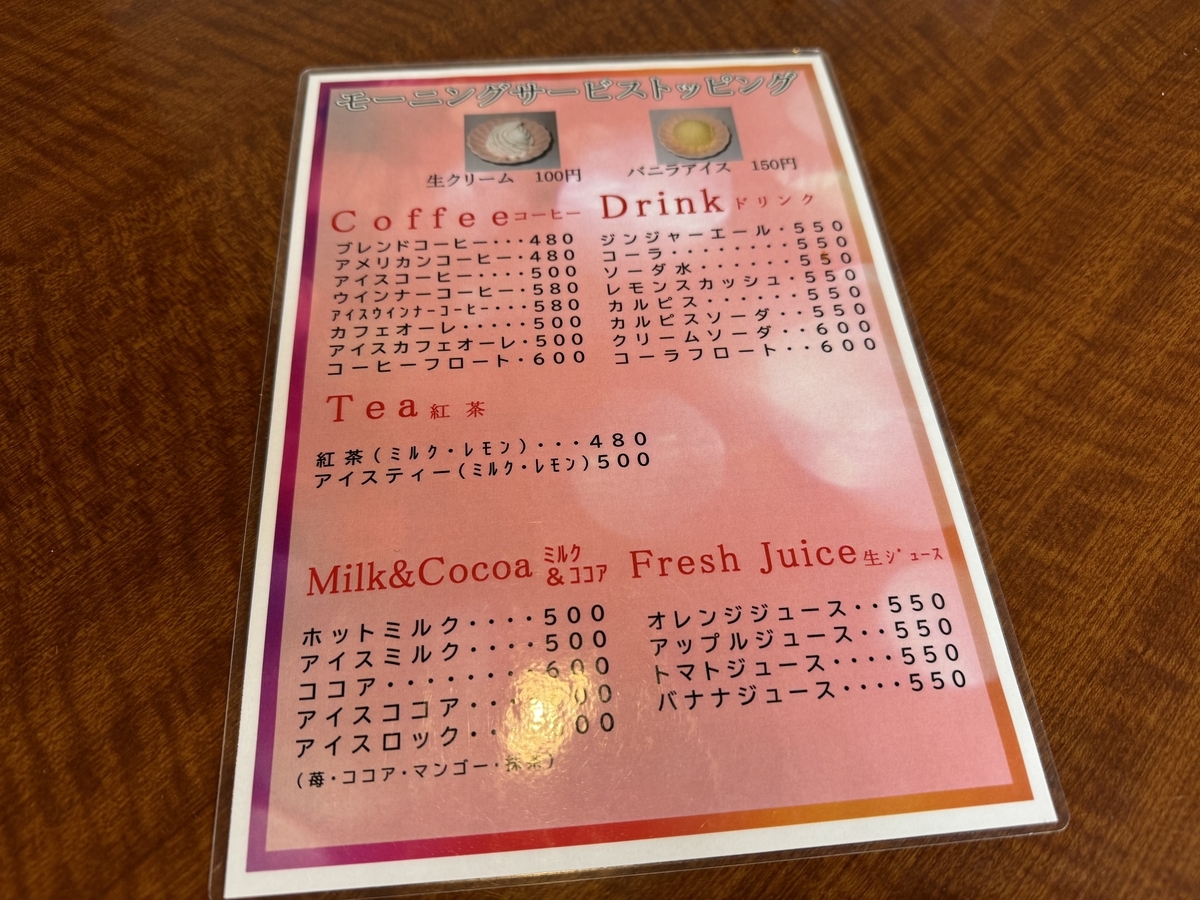 モーニングサービストッピング
生クリーム　100円
バニラアイス　150円
Coffeeコーヒー
ブレンドコーヒー・・・480
アメリカンコーヒー・480
アイスコーヒー・・・・500
ウインナーコーヒー・580
アイスウインナーコーヒー・・・580
カフェオーレ・・・・・500
アイスカフェオーレ・500
コーヒーフロート・600
Drinkドリンク
ジンジャーエール・550
コーラ・・・・・・・・550
ソーダ水・・・・・・550
レモンスカッシュ・550
カルピス・・・・・・550
カルピスソーダ・・550
クリームソーダ・・600
コーラフロート・・600
Tea紅茶
紅茶(ミルク・レモン)・・・480
アイスティー(ミルク・レモン)500
Milk&Cocoa ミルク&ココア
ホットミルク・・・・500
アイスミルク・・・・500
ココア・・・・・・・600
アイスココア・・・
アイスロック・・
(苺・ココア・マンゴー・抹茶)
Fresh Juice生ジュース
オレンジジュース・・550
アップルジュース・・550
トマトジュース・・・・550
バナナジュース・・・・550